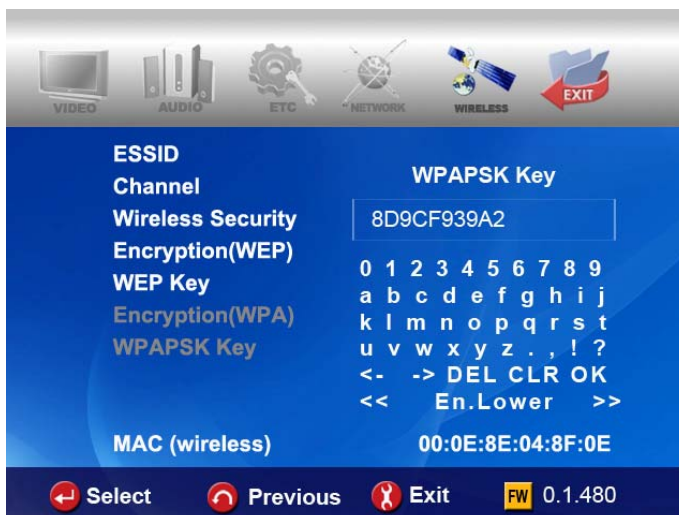 VIDEO AUDIO ETC NETWORK WIRELESS EXIT
ESSID
Channel
Wireless Security
Encryption(WEP)
WEP Key
Encryption(WPA)
WPAPSK Key
WPAPSK Key
8D9CF939A2
0 1 2 3 4 5 6 7 8 9
a b c d e f g h i j
k l m n o p q r s t
u v w x y z . , ! ?
<- -> DEL CLR OK
<< En.Lower >>
MAC (wireless) 00:0E:8E:04:8F:0E
Select Previous Exit FW 0.1.480